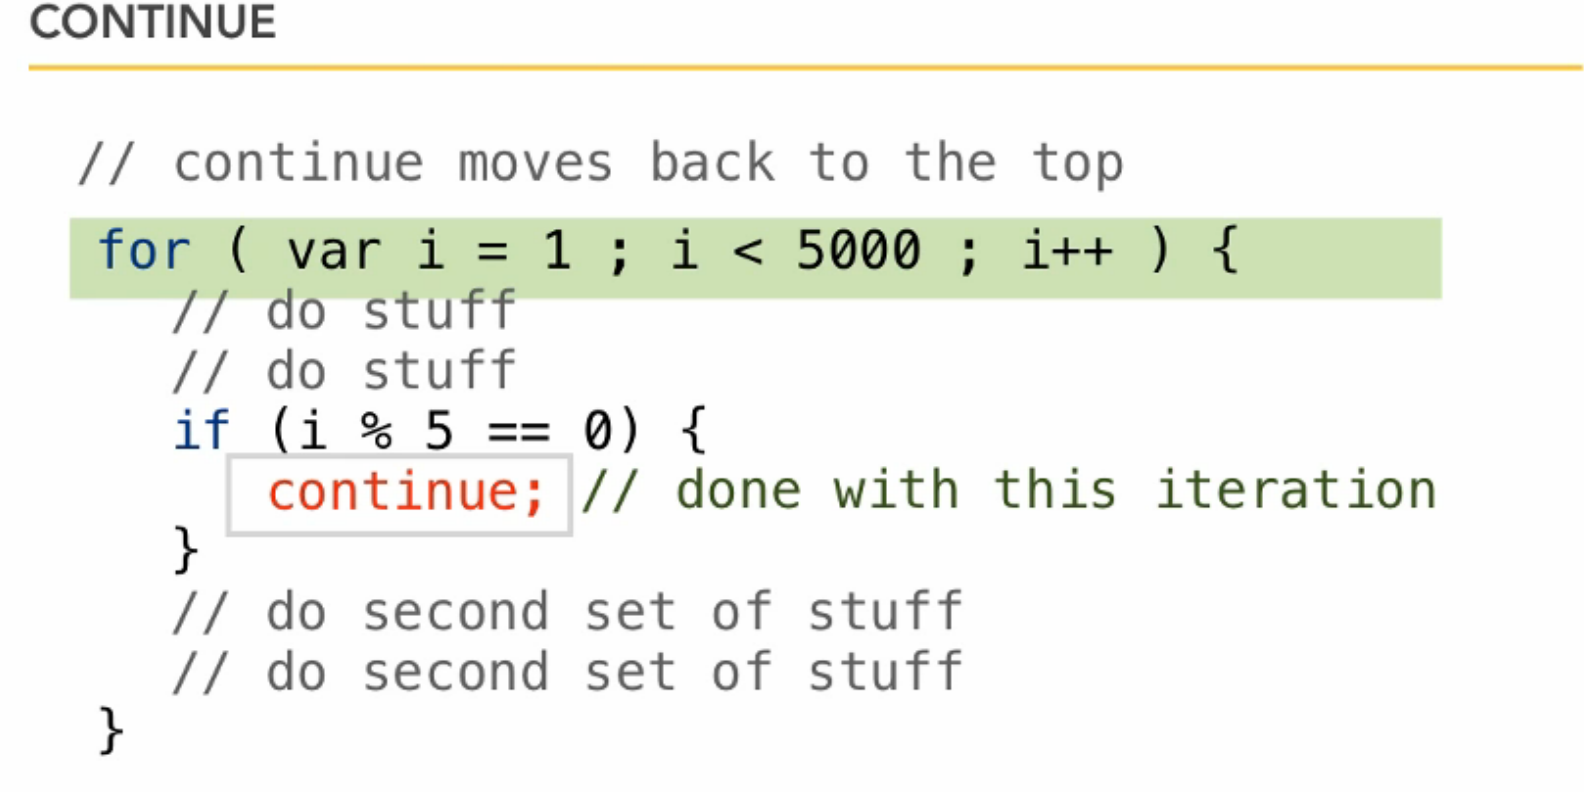 CONTINUE
// continue moves back to the top
for ( var i = 1 ; i < 5000 ; i++ ) {
// do stuff
// do stuff
if (i % 5 == 0) {
continue; // done with this iteration
}
// do second set of stuff
// do second set of stuff
}